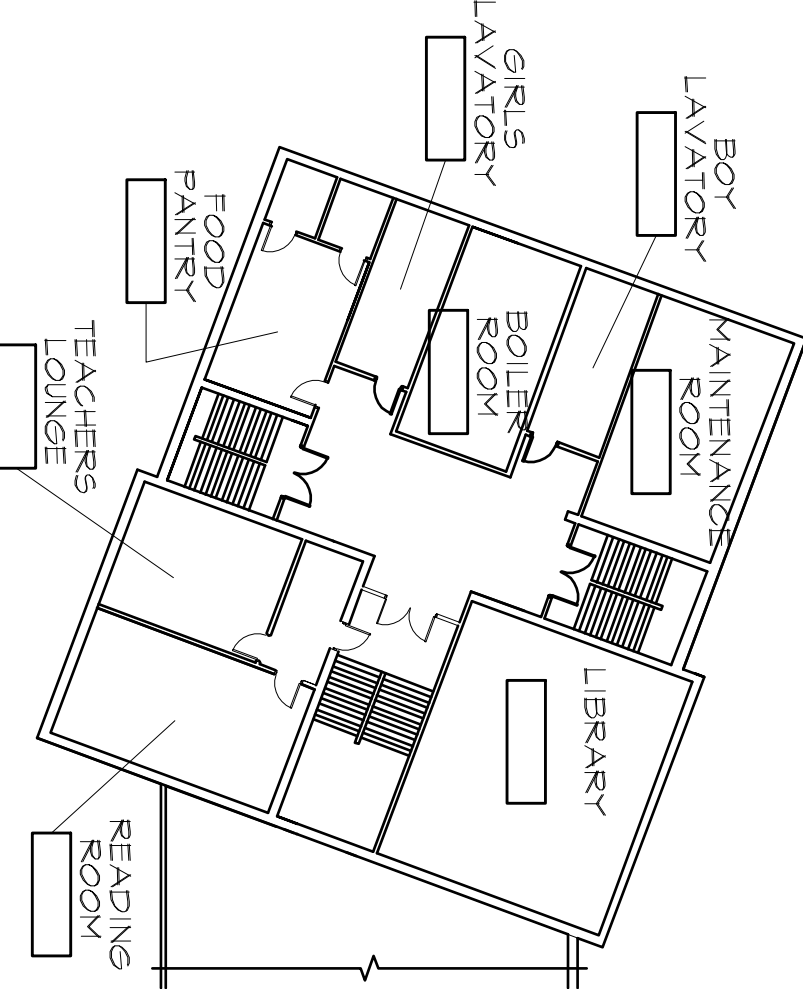 GIRLS
LAVATORY
BOY
LAVATORY
FOOD
PANTRY
BOILER
ROOM
MAINTENANCE
ROOM
TEACHERS
LOUNGE
LIBRARY
READING
ROOM